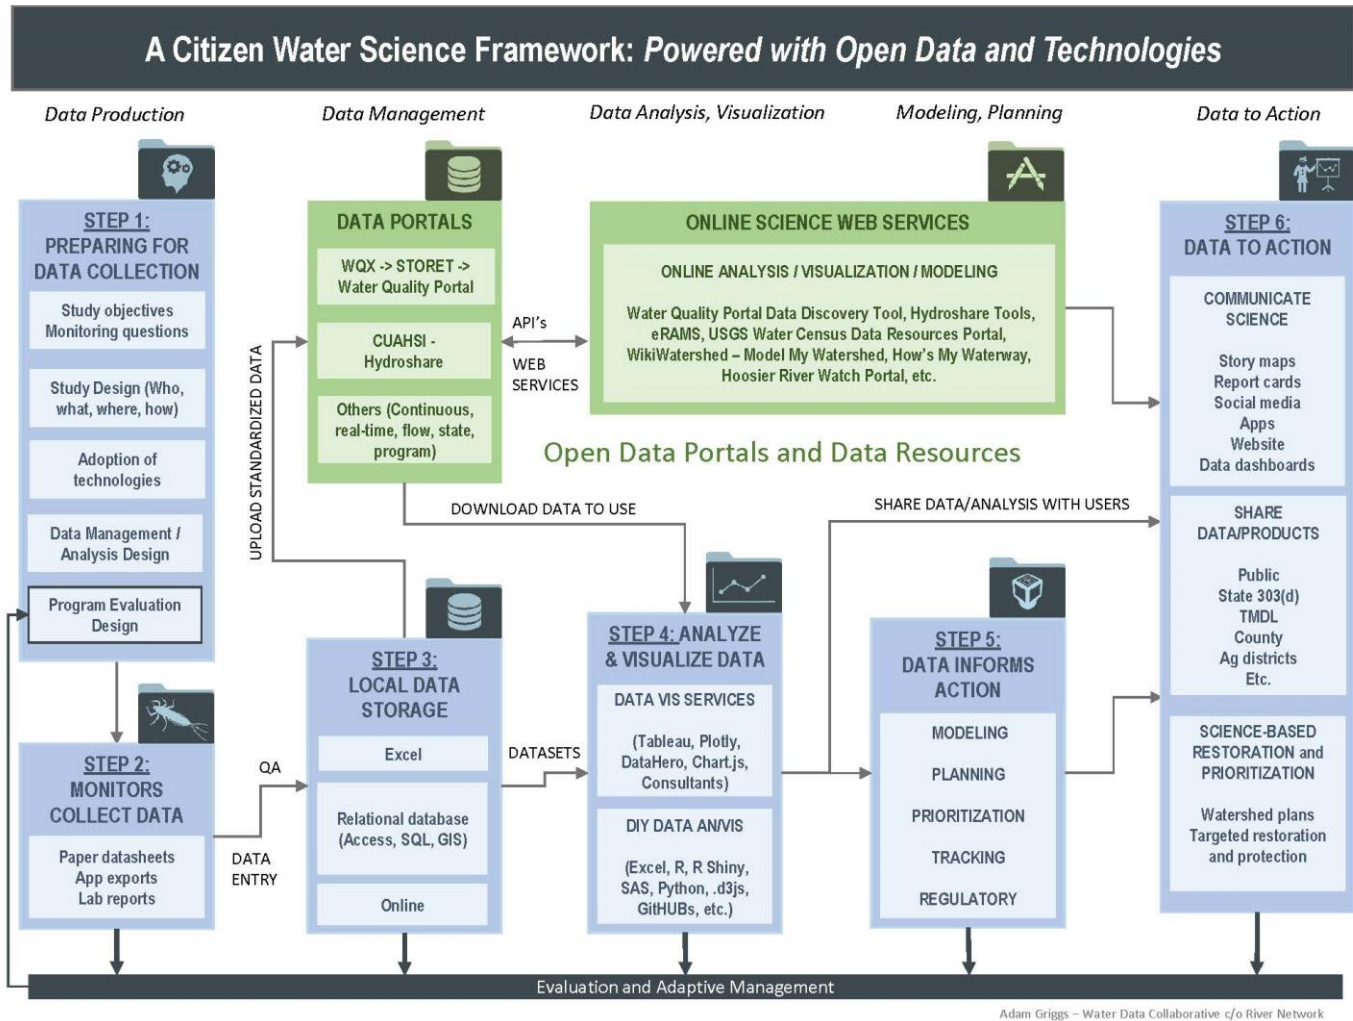 A Citizen Water Science Framework: Powered with Open Data and Technologies
Data Production
Data Management
Data Analysis, Visualization
Modeling, Planning
Data to Action
STEP 1:
PREPARING FOR
DATA COLLECTION
Study objectives
Monitoring questions
Study Design (Who,
what, where, how)
Adoption of
technologies
Data Management /
Analysis Design
Program Evaluation
Design
STEP 2:
MONITORS
COLLECT DATA
Paper datasheets
App exports
Lab reports
QA
DATA
ENTRY
UPLOAD STANDARDIZED DATA
DATA PORTALS
WQX -> STORET ->
Water Quality Portal
CUAHSI -
Hydroshare
Others (Continuous,
real-time, flow, state,
program)
API's
WEB
SERVICES
ONLINE SCIENCE WEB SERVICES
ONLINE ANALYSIS / VISUALIZATION / MODELING
Water Quality Portal Data Discovery Tool, Hydroshare Tools,
eRAMS, USGS Water Census Data Resources Portal,
WikiWatershed – Model My Watershed, How's My Waterway,
Hoosier River Watch Portal, etc.
Open Data Portals and Data Resources
DOWNLOAD DATA TO USE
SHARE DATA/ANALYSIS WITH USERS
STEP 3:
LOCAL DATA
STORAGE
Excel
Relational database
(Access, SQL, GIS)
Online
DATASETS
STEP 4: ANALYZE
& VISUALIZE DATA
DATA VIS SERVICES
(Tableau, Plotly,
DataHero, Chart.js,
Consultants)
DIY DATA AN/VIS
(Excel, R, R Shiny,
SAS, Python, .d3js,
GitHUBs, etc.)
STEP 5:
DATA INFORMS
ACTION
MODELING
PLANNING
PRIORITIZATION
TRACKING
REGULATORY
STEP 6:
DATA TO ACTION
COMMUNICATE
SCIENCE
Story maps
Report cards
Social media
Apps
Website
Data dashboards
SHARE
DATA/PRODUCTS
Public
State 303(d)
TMDL
County
Ag districts
Etc.
SCIENCE-BASED
RESTORATION and
PRIORITIZATION
Watershed plans
Targeted restoration
and protection
Evaluation and Adaptive Management
Adam Griggs – Water Data Collaborative c/o River Network